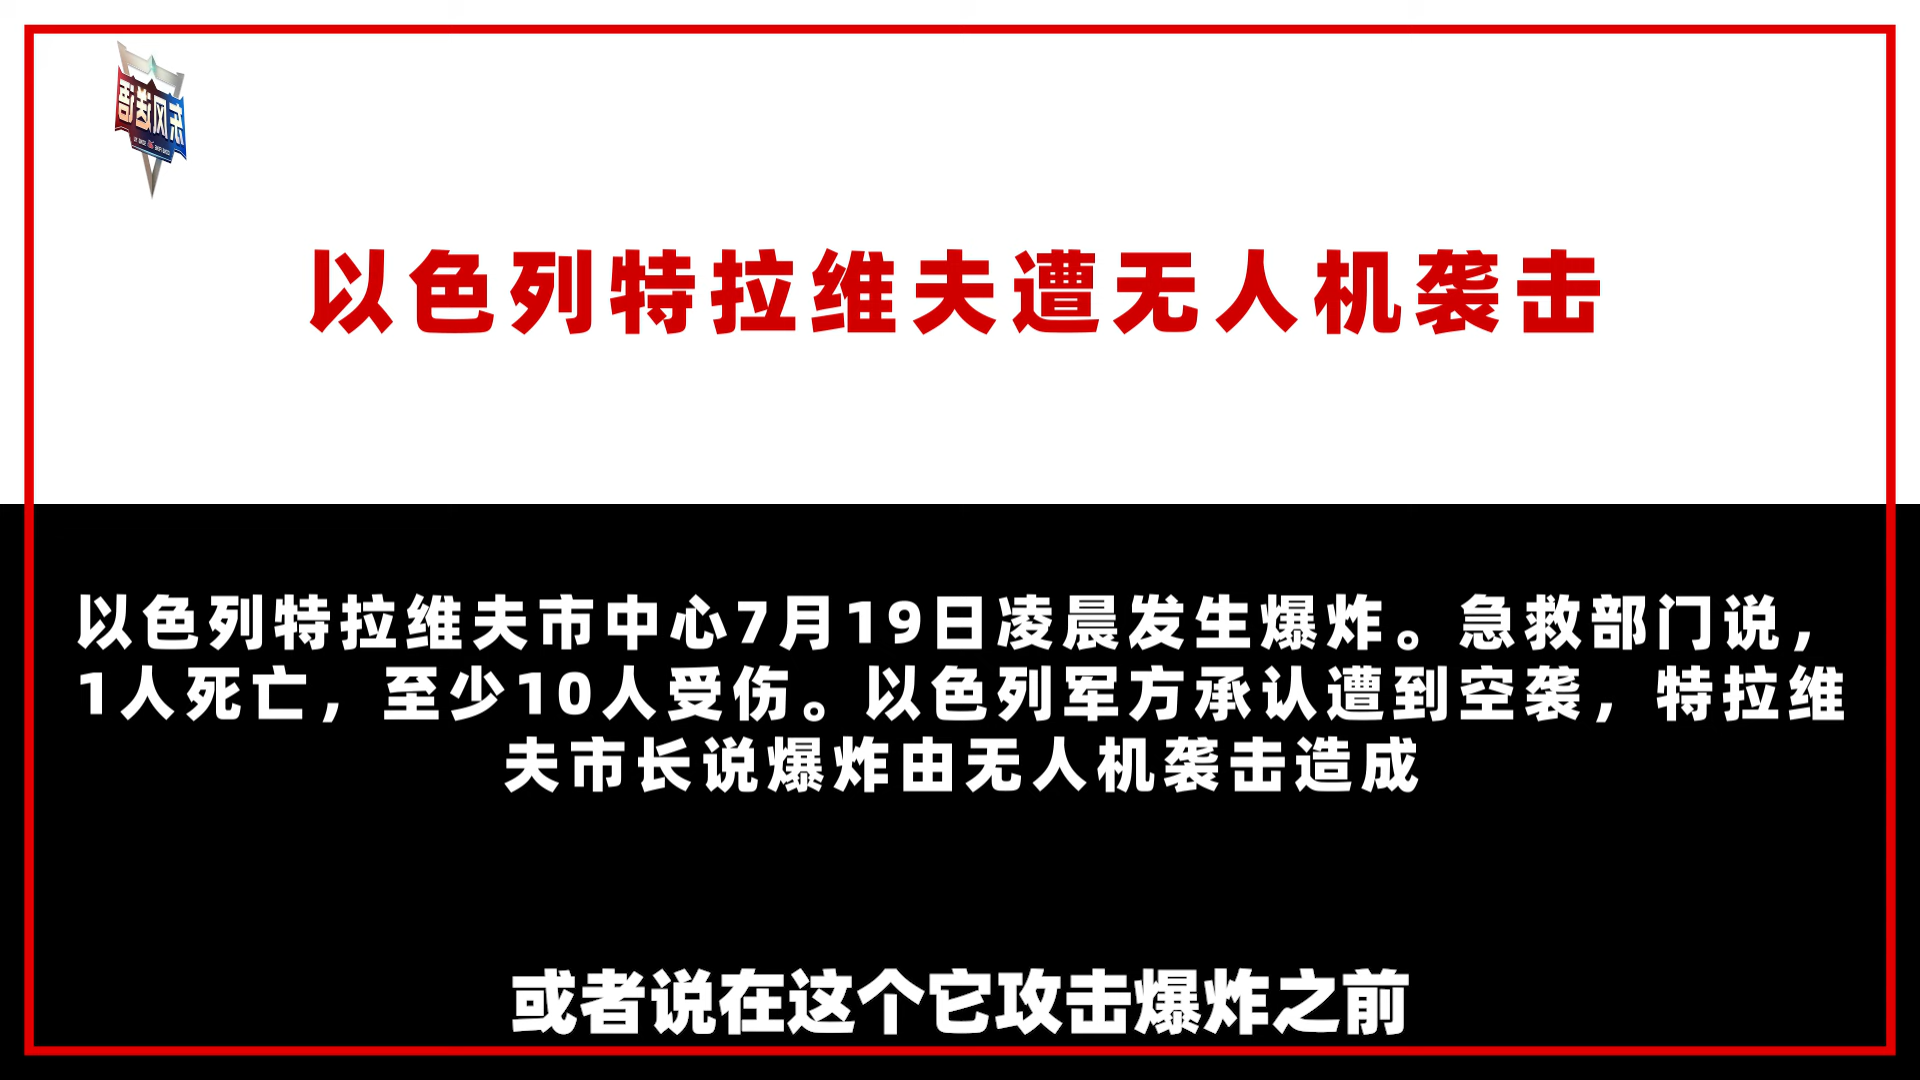 以色列特拉维夫遭无人机袭击
以色列特拉维夫市中心7月19日凌晨发生爆炸。急救部门说，
1人死亡，至少10人受伤。以色列军方承认遭到空袭，特拉维
夫市长说爆炸由无人机袭击造成
或者说在这个它攻击爆炸之前